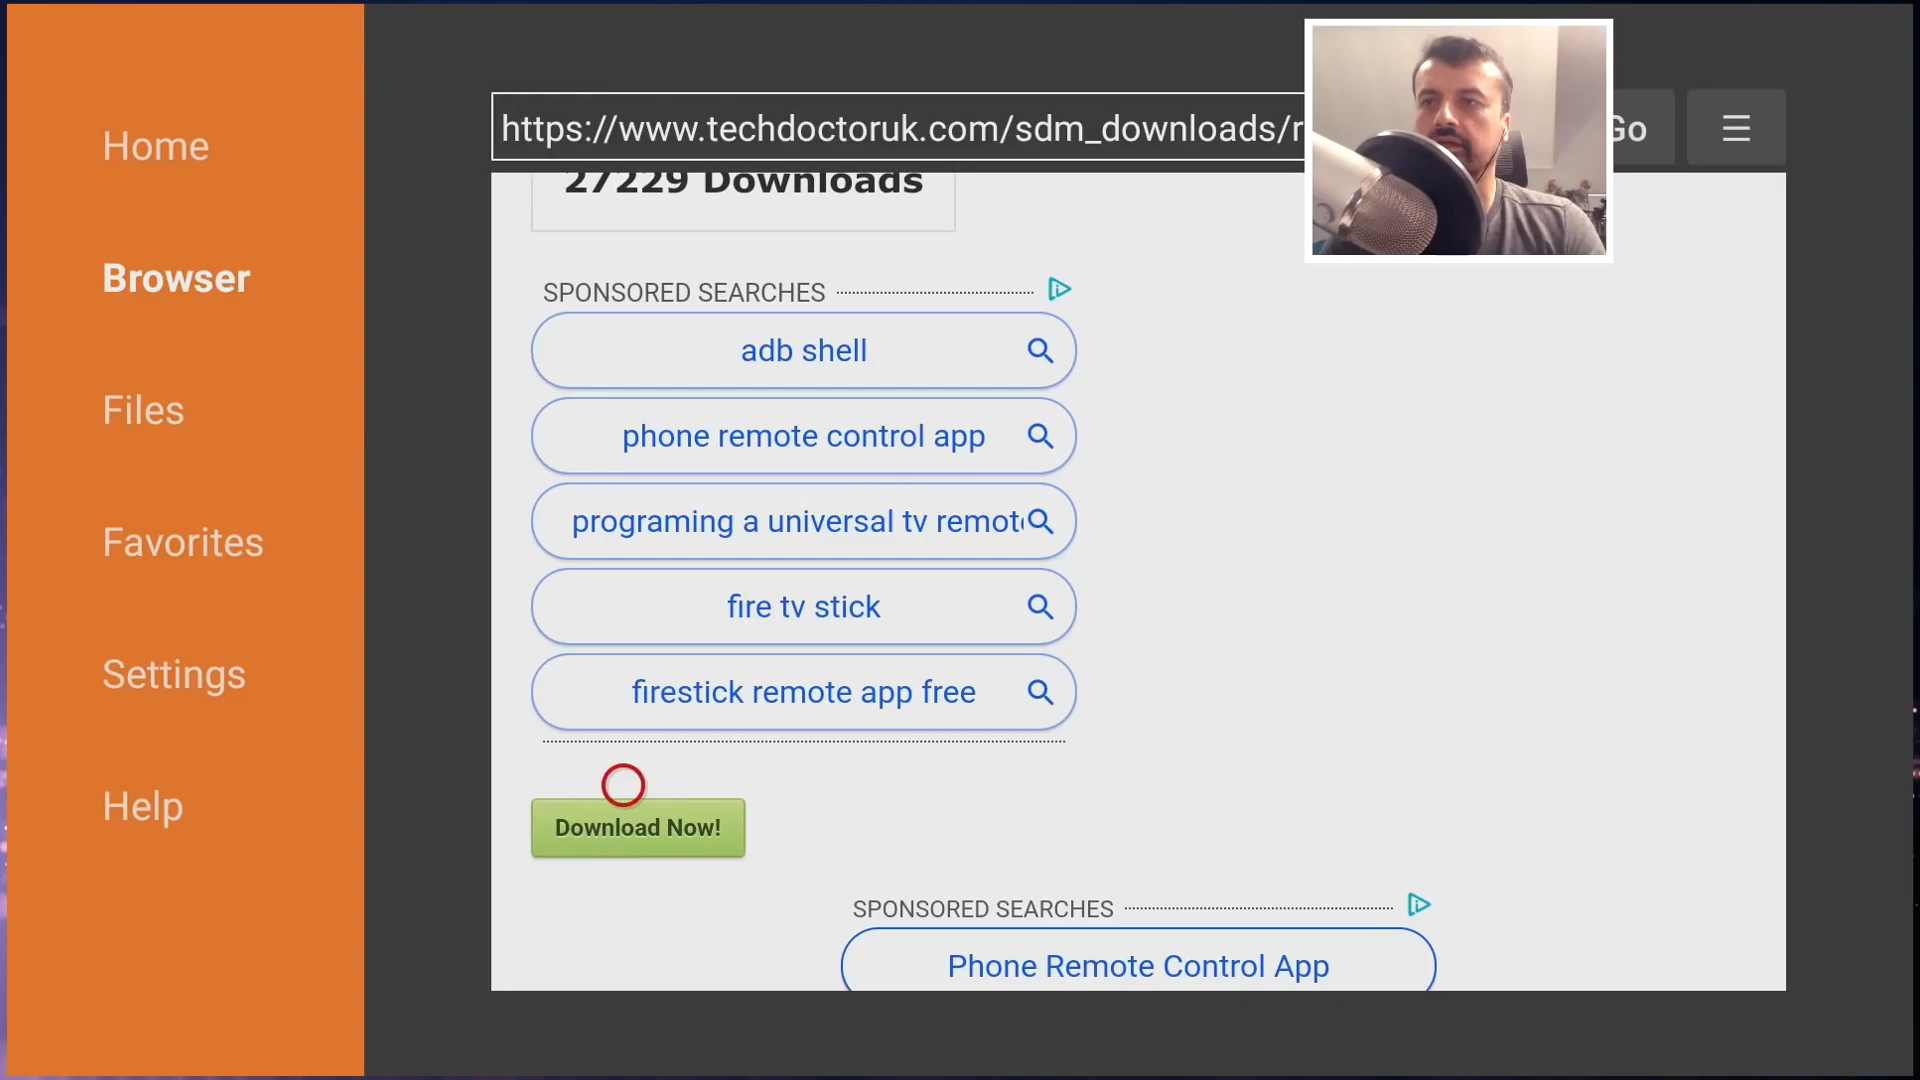 Home
Browser
Files
Favorites
Settings
Help
https://www.techdoctoruk.com/sdm_downloads/r
Go
27229 Downloads
SPONSORED SEARCHES
adb shell
phone remote control app
programing a universal tv remot
fire tv stick
firestick remote app free
Download Now!
SPONSORED SEARCHES
Phone Remote Control App